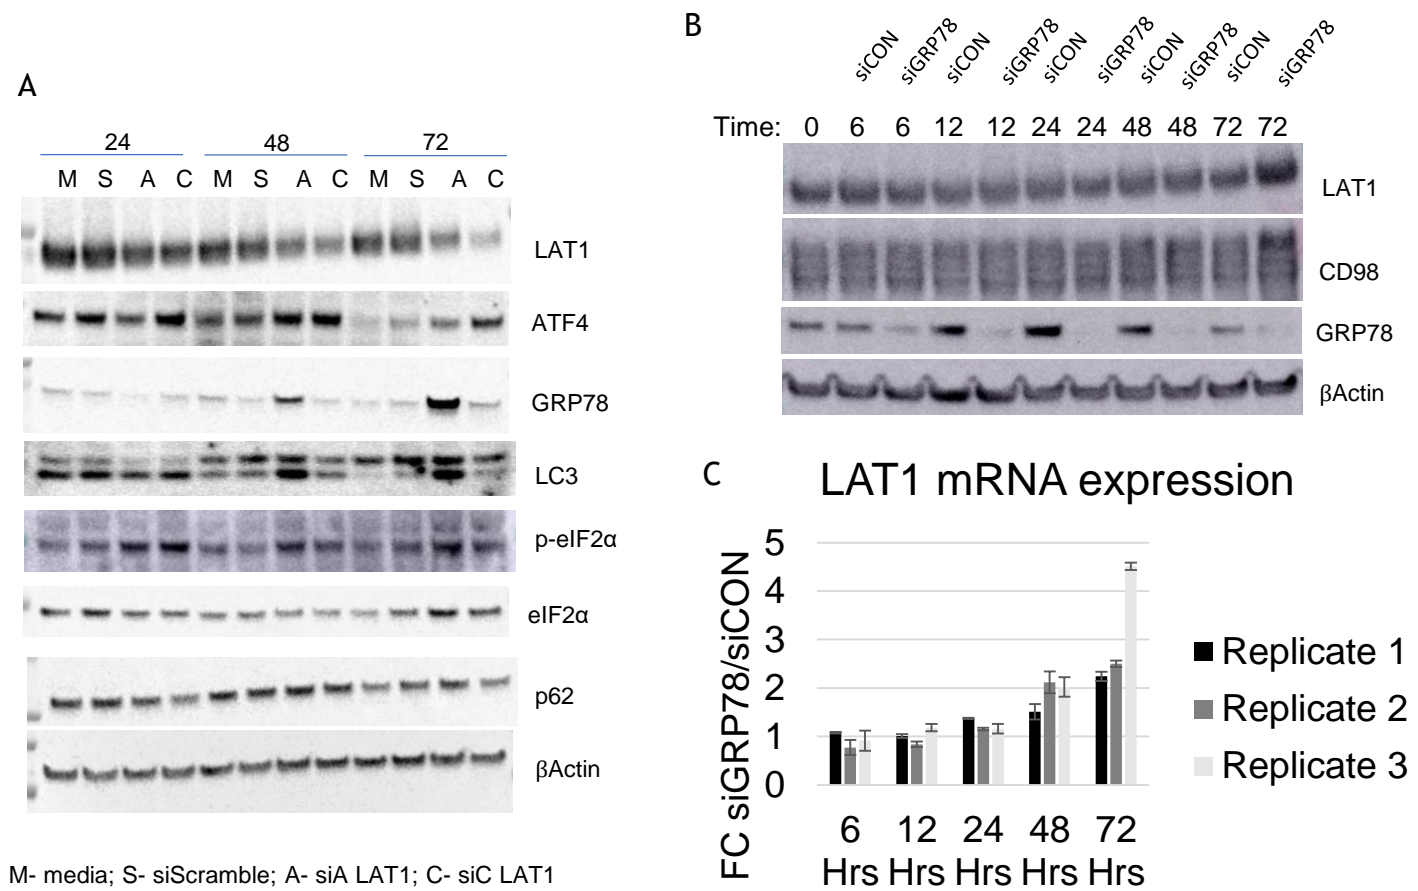 A
24 48 72
M S A C M S A C M S A C
LAT1
ATF4
GRP78
LC3
p-eIF2α
eIF2α
p62
βActin
M- media; S- siScramble; A- siA LAT1; C- siC LAT1
B
siCON siGRP78 siCON siGRP78 siCON siGRP78 siCON siGRP78 siCON siGRP78
Time: 0 6 6 12 12 24 24 48 48 72 72
LAT1
CD98
GRP78
βActin
C
LAT1 mRNA expression
FC siGRP78/siCON
5
4
3
2
1
0
6 12 24 48 72
Hrs Hrs Hrs Hrs Hrs
Replicate 1
Replicate 2
Replicate 3